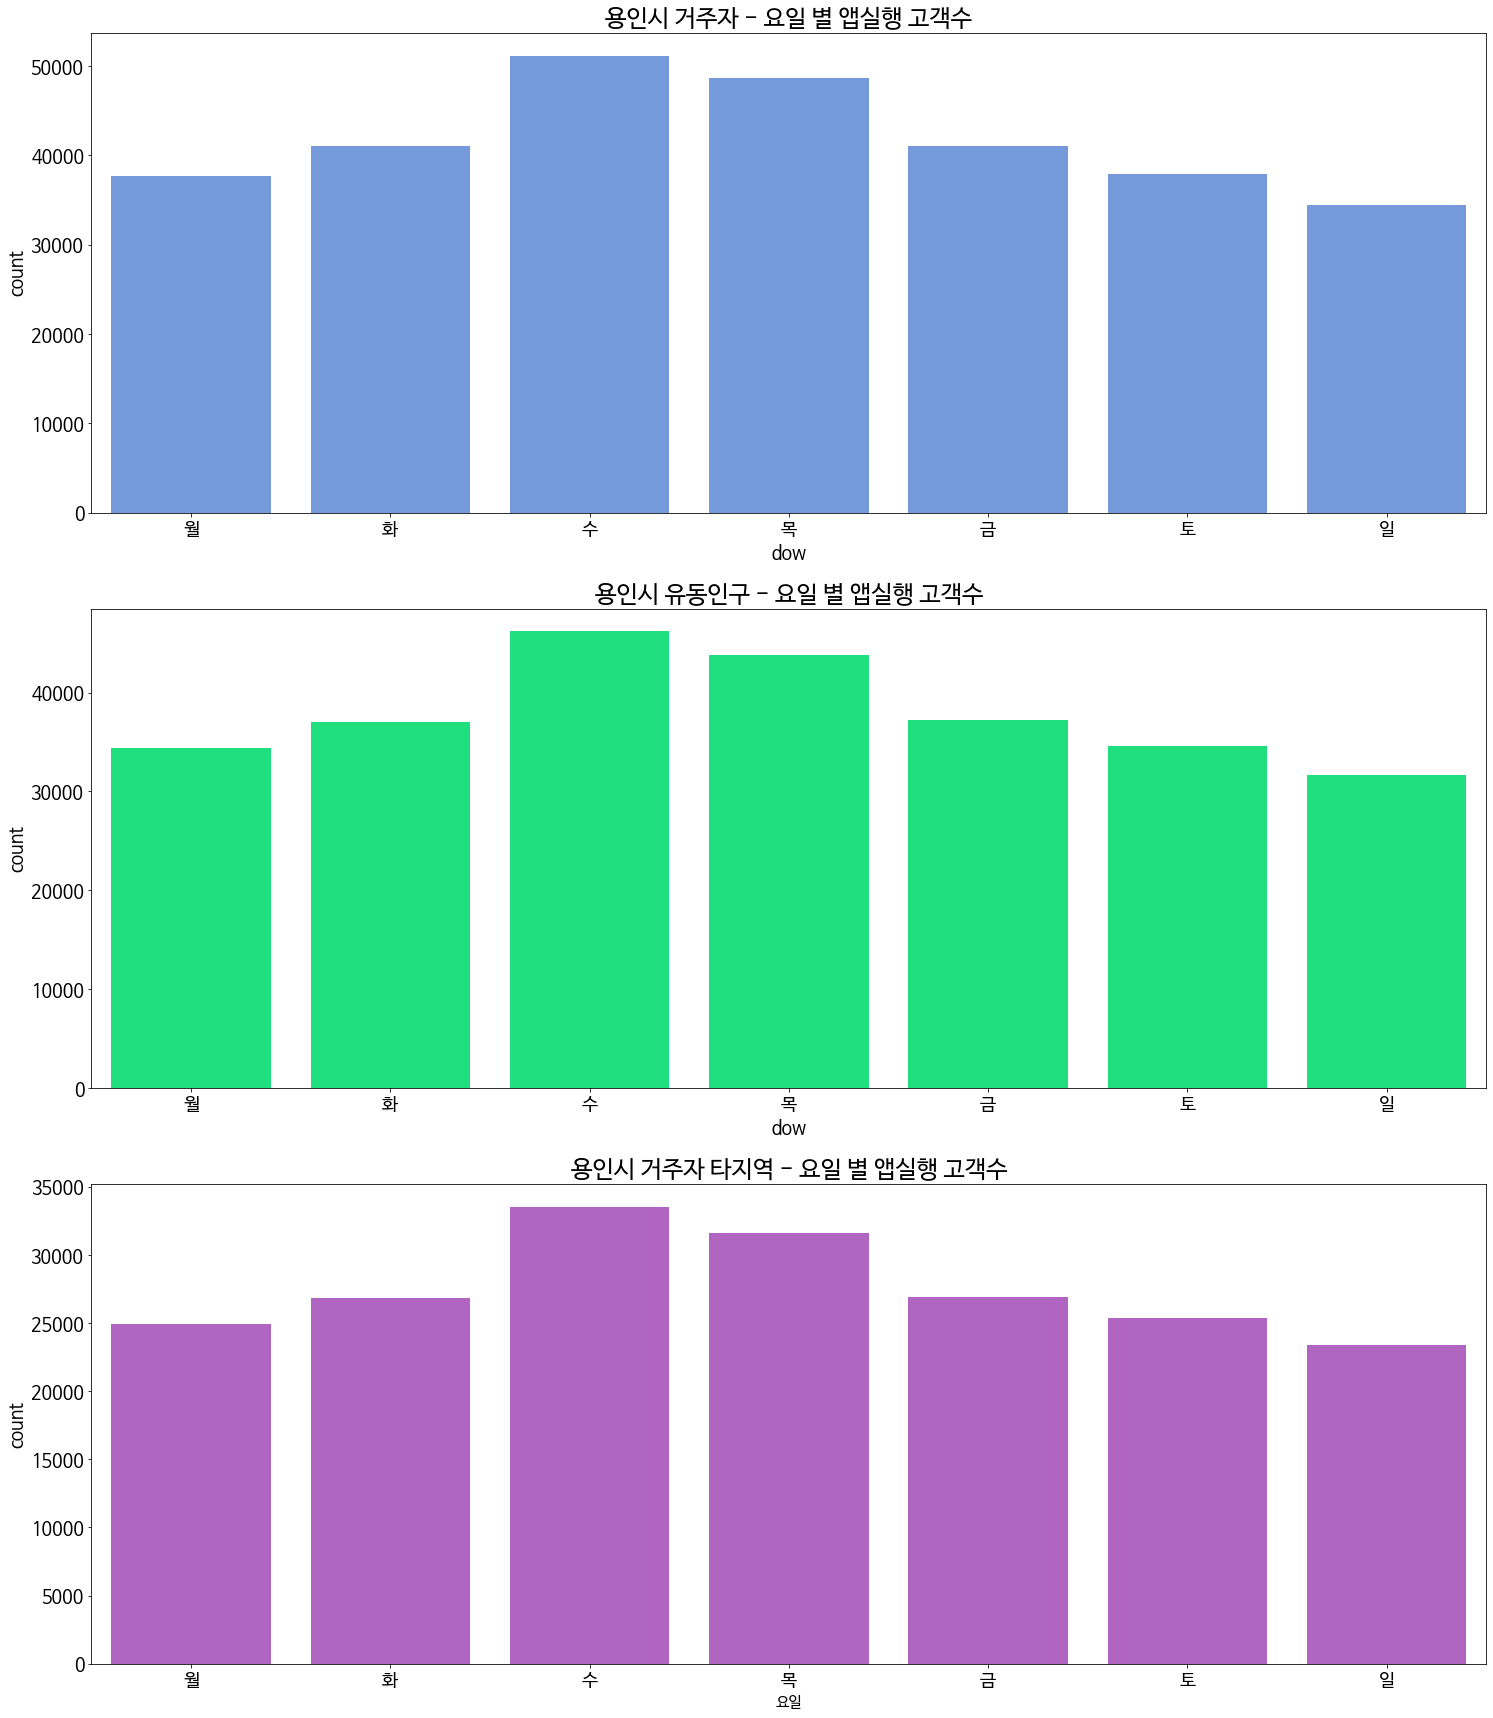 용인시 거주자 - 요일 별 앱실행 고객수
50000
40000
30000
20000
10000
0
count
월 화 수 목 금 토 일
dow
용인시 유동인구 - 요일 별 앱실행 고객수
40000
30000
20000
10000
0
count
월 화 수 목 금 토 일
dow
용인시 거주자 타지역 - 요일 별 앱실행 고객수
35000
30000
25000
20000
15000
10000
5000
0
count
월 화 수 목 금 토 일
요일